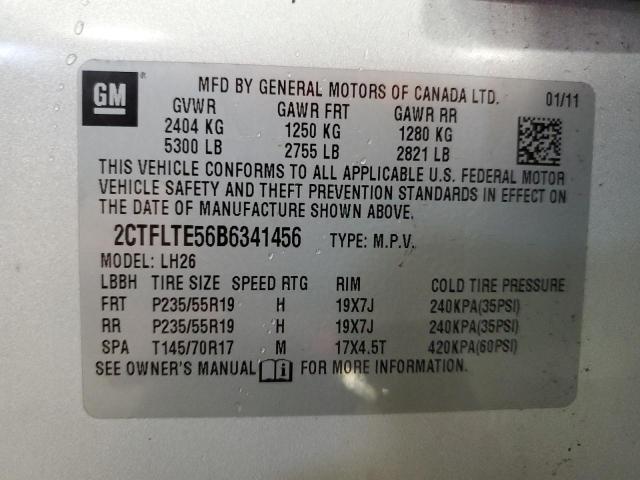 GM ® MFD BY GENERAL MOTORS OF CANADA LTD. 01/11
GVWR GAWR FRT GAWR RR
2404 KG 1250 KG 1280 KG
5300 LB 2755 LB 2821 LB
THIS VEHICLE CONFORMS TO ALL APPLICABLE U.S. FEDERAL MOTOR
VEHICLE SAFETY AND THEFT PREVENTION STANDARDS IN EFFECT ON
THE DATE OF MANUFACTURE SHOWN ABOVE.
2CTFLTE56B6341456 TYPE: M.P.V.
MODEL: LH26
LBBH TIRE SIZE SPEED RTG RIM COLD TIRE PRESSURE
FRT P235/55R19 H 19X7J 240KPA(35PSI)
RR P235/55R19 H 19X7J 240KPA(35PSI)
SPA T145/70R17 M 17X4.5T 420KPA(60PSI)
SEE OWNER'S MANUAL i FOR MORE INFORMATION.